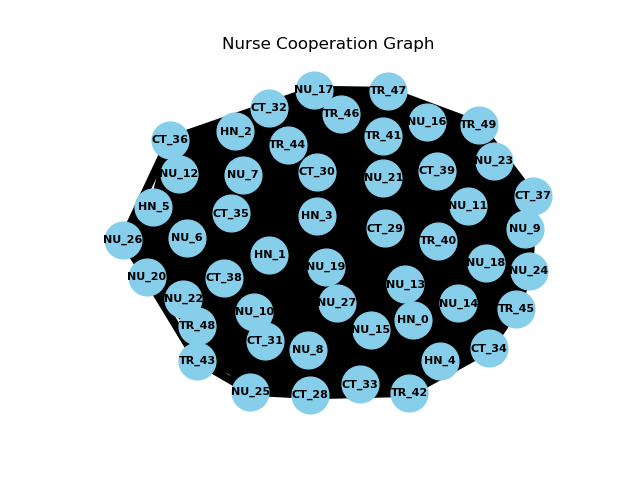 Nurse Cooperation Graph
NU_17
TR_47
CT_32
TR_46
NU_16
TR_49
HN_2
TR_41
CT_36
TR_44
NU_23
NU_12
NU_7
CT_30
NU_21
CT_39
CT_37
HN_5
CT_35
HN_3
NU_11
NU_26
NU_6
CT_29
TR_40
NU_9
HN_1
NU_19
NU_18
NU_24
NU_20
CT_38
NU_13
NU_22
NU_27
NU_14
TR_45
TR_48
NU_10
NU_15
HN_0
CT_31
NU_8
CT_34
TR_43
HN_4
NU_25
CT_28
CT_33
TR_42